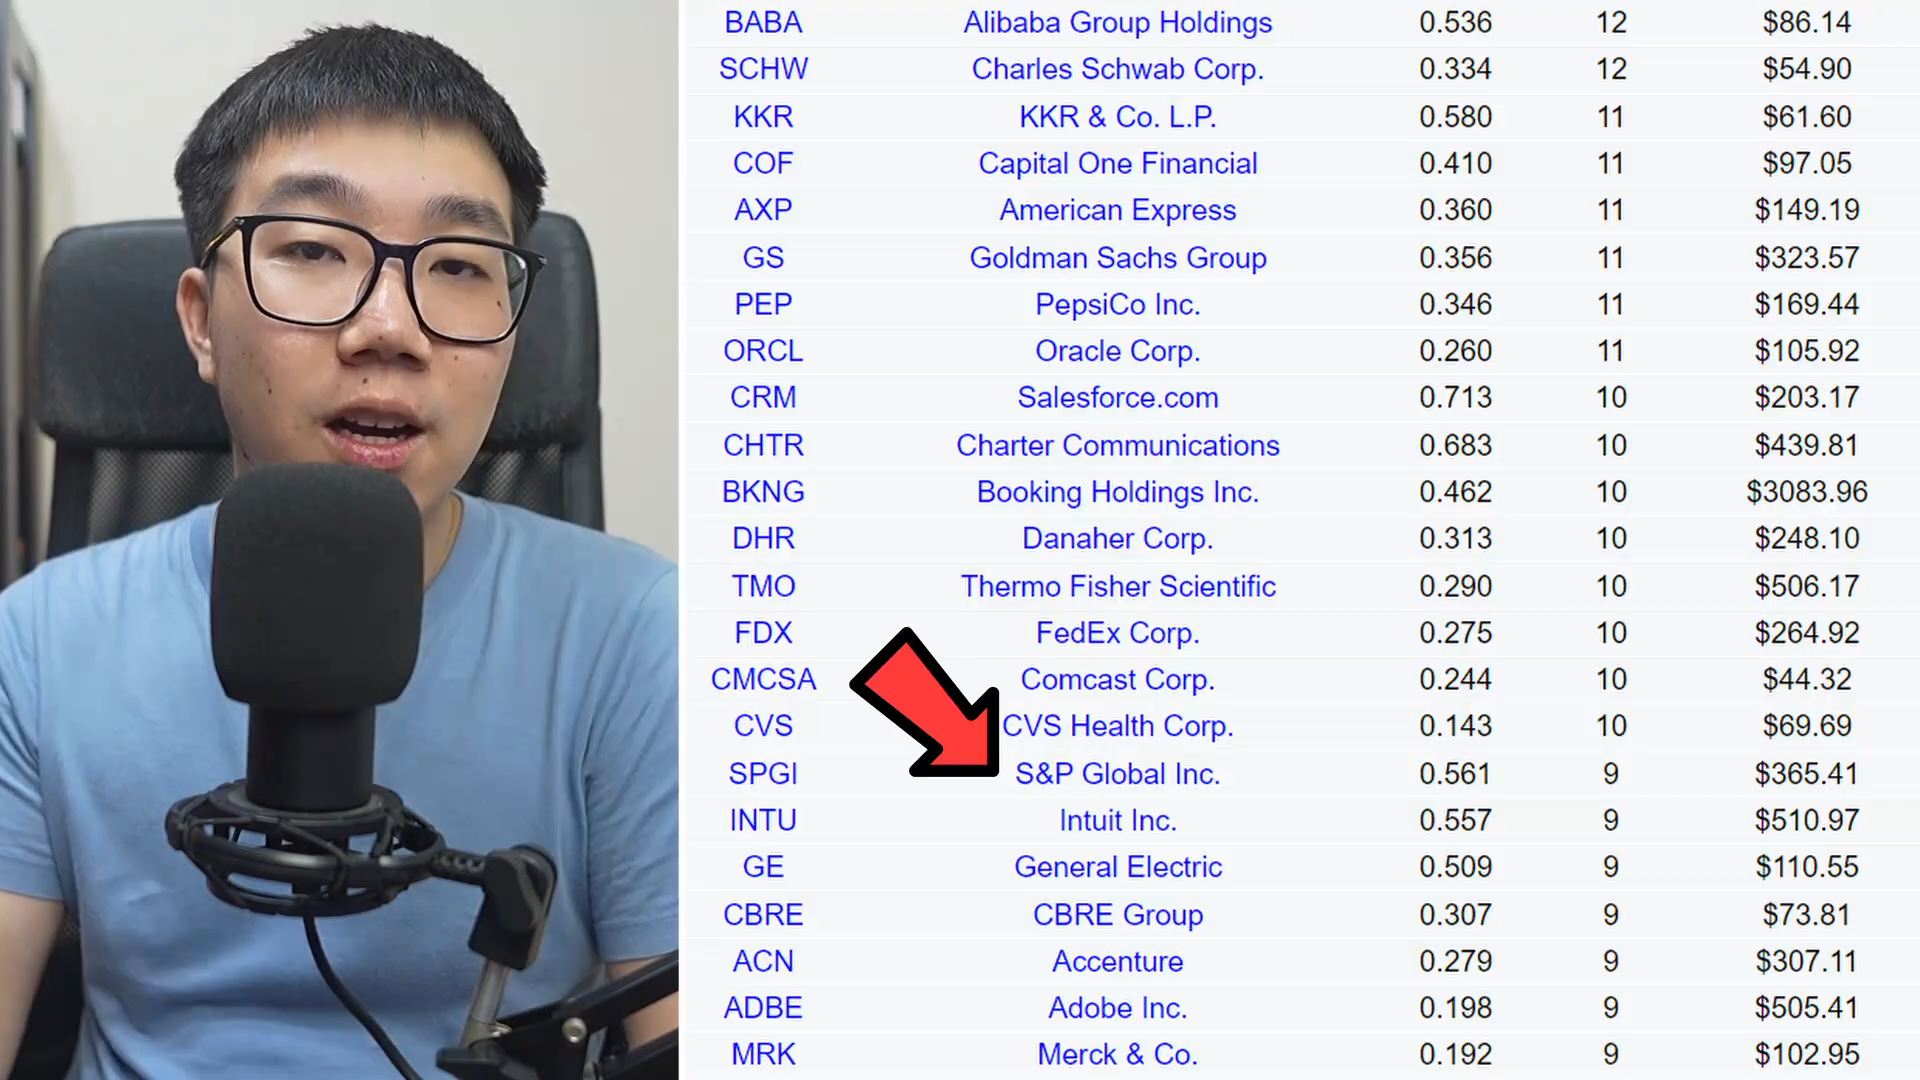 BABA Alibaba Group Holdings 0.536 12 $86.14
SCHW Charles Schwab Corp. 0.334 12 $54.90
KKR KKR & Co. L.P. 0.580 11 $61.60
COF Capital One Financial 0.410 11 $97.05
AXP American Express 0.360 11 $149.19
GS Goldman Sachs Group 0.356 11 $323.57
PEP PepsiCo Inc. 0.346 11 $169.44
ORCL Oracle Corp. 0.260 11 $105.92
CRM Salesforce.com 0.713 10 $203.17
CHTR Charter Communications 0.683 10 $439.81
BKNG Booking Holdings Inc. 0.462 10 $3083.96
DHR Danaher Corp. 0.313 10 $248.10
TMO Thermo Fisher Scientific 0.290 10 $506.17
FDX FedEx Corp. 0.275 10 $264.92
CMCSA Comcast Corp. 0.244 10 $44.32
CVS CVS Health Corp. 0.143 10 $69.69
SPGI S&P Global Inc. 0.561 9 $365.41
INTU Intuit Inc. 0.557 9 $510.97
GE General Electric 0.509 9 $110.55
CBRE CBRE Group 0.307 9 $73.81
ACN Accenture 0.279 9 $307.11
ADBE Adobe Inc. 0.198 9 $505.41
MRK Merck & Co. 0.192 9 $102.95